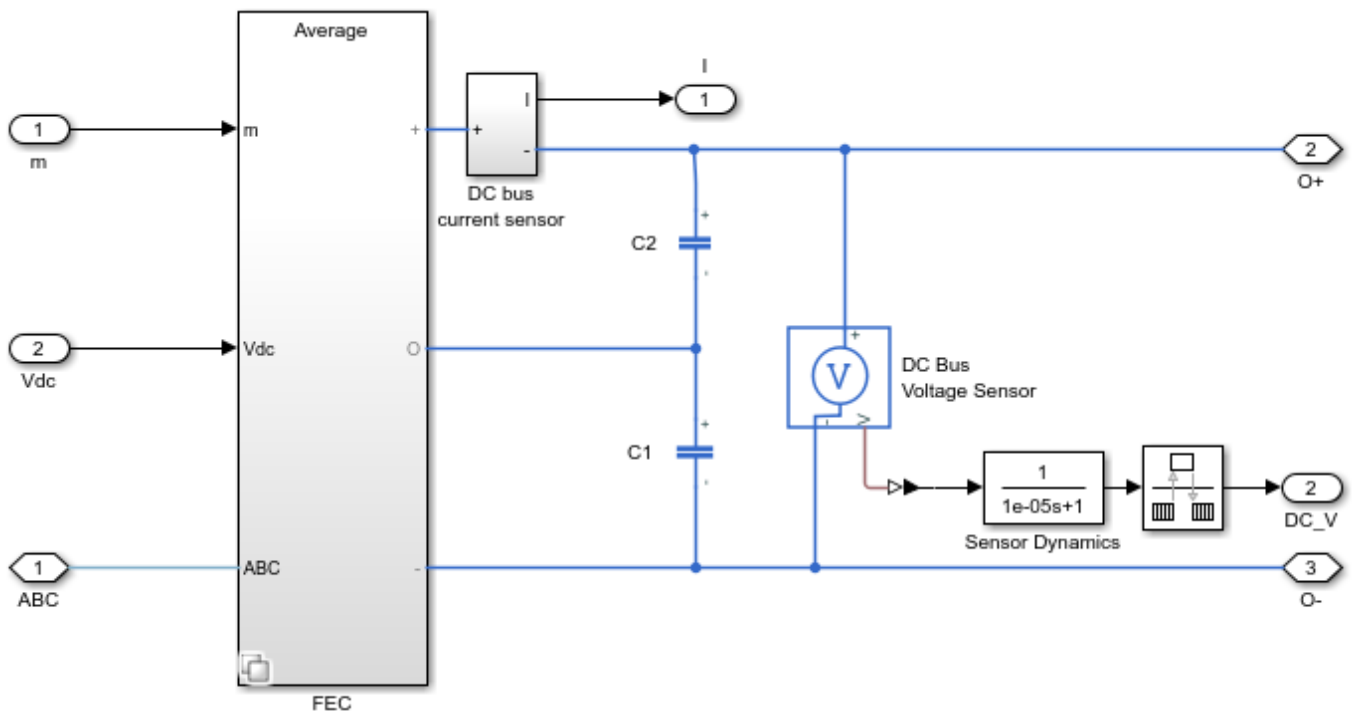 Average
I
1
I
+
-
DC bus
current sensor
1
m
m
+
2
O+
+
C2
-
2
Vdc
Vdc
O
+
V
-
V
DC Bus
Voltage Sensor
+
C1
-
1
1e-05s+1
Sensor Dynamics
2
DC_V
1
ABC
ABC
-
3
O-
FEC